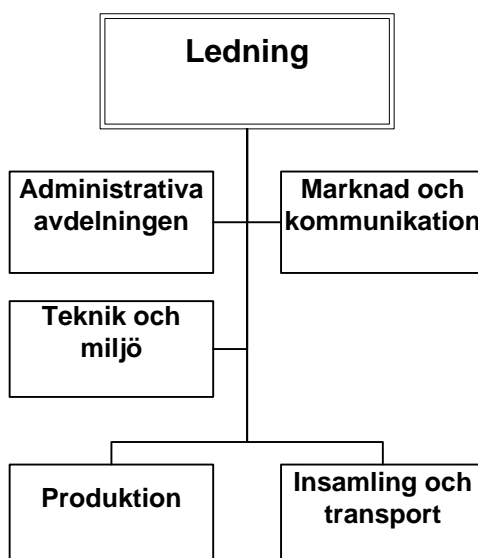 Ledning
Administrativa
avdelningen
Marknad och
kommunikation
Teknik och
miljö
Produktion
Insamling och
transport